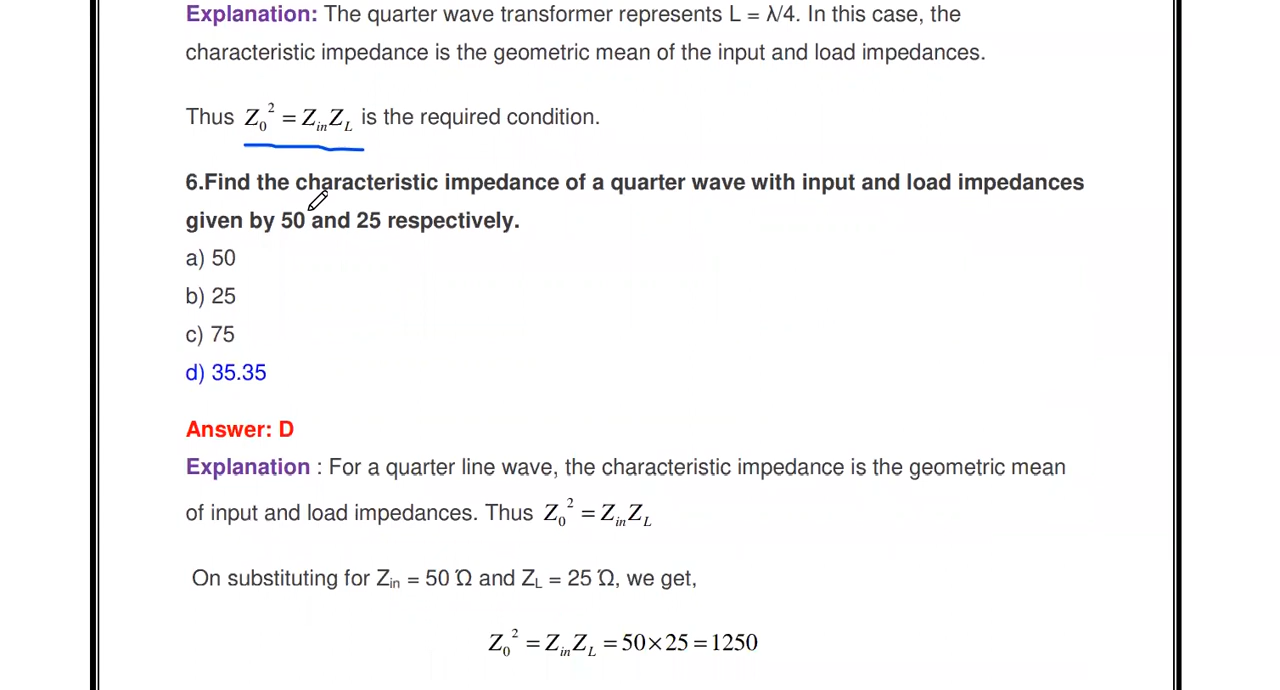 Explanation: The quarter wave transformer represents L = λ/4. In this case, the
characteristic impedance is the geometric mean of the input and load impedances.
Thus Z₀² = ZᵢₙZ_L is the required condition.
6.Find the characteristic impedance of a quarter wave with input and load impedances
given by 50 and 25 respectively.
a) 50
b) 25
c) 75
d) 35.35
Answer: D
Explanation : For a quarter line wave, the characteristic impedance is the geometric mean
of input and load impedances. Thus Z₀² = ZᵢₙZ_L
On substituting for Zᵢₙ = 50 Ω and Z_L = 25 Ω, we get,
Z₀² = ZᵢₙZ_L = 50×25 = 1250